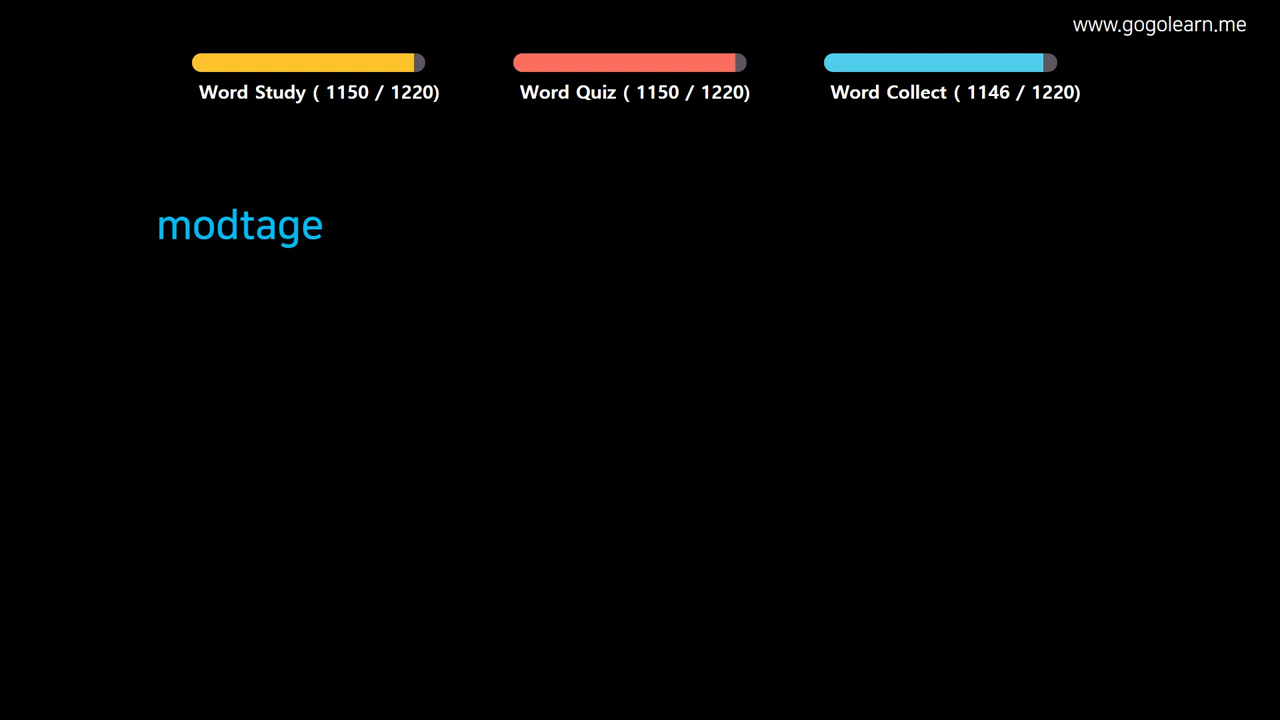 www.gogolearn.me
Word Study ( 1150 / 1220)
Word Quiz ( 1150 / 1220)
Word Collect ( 1146 / 1220)
modtage